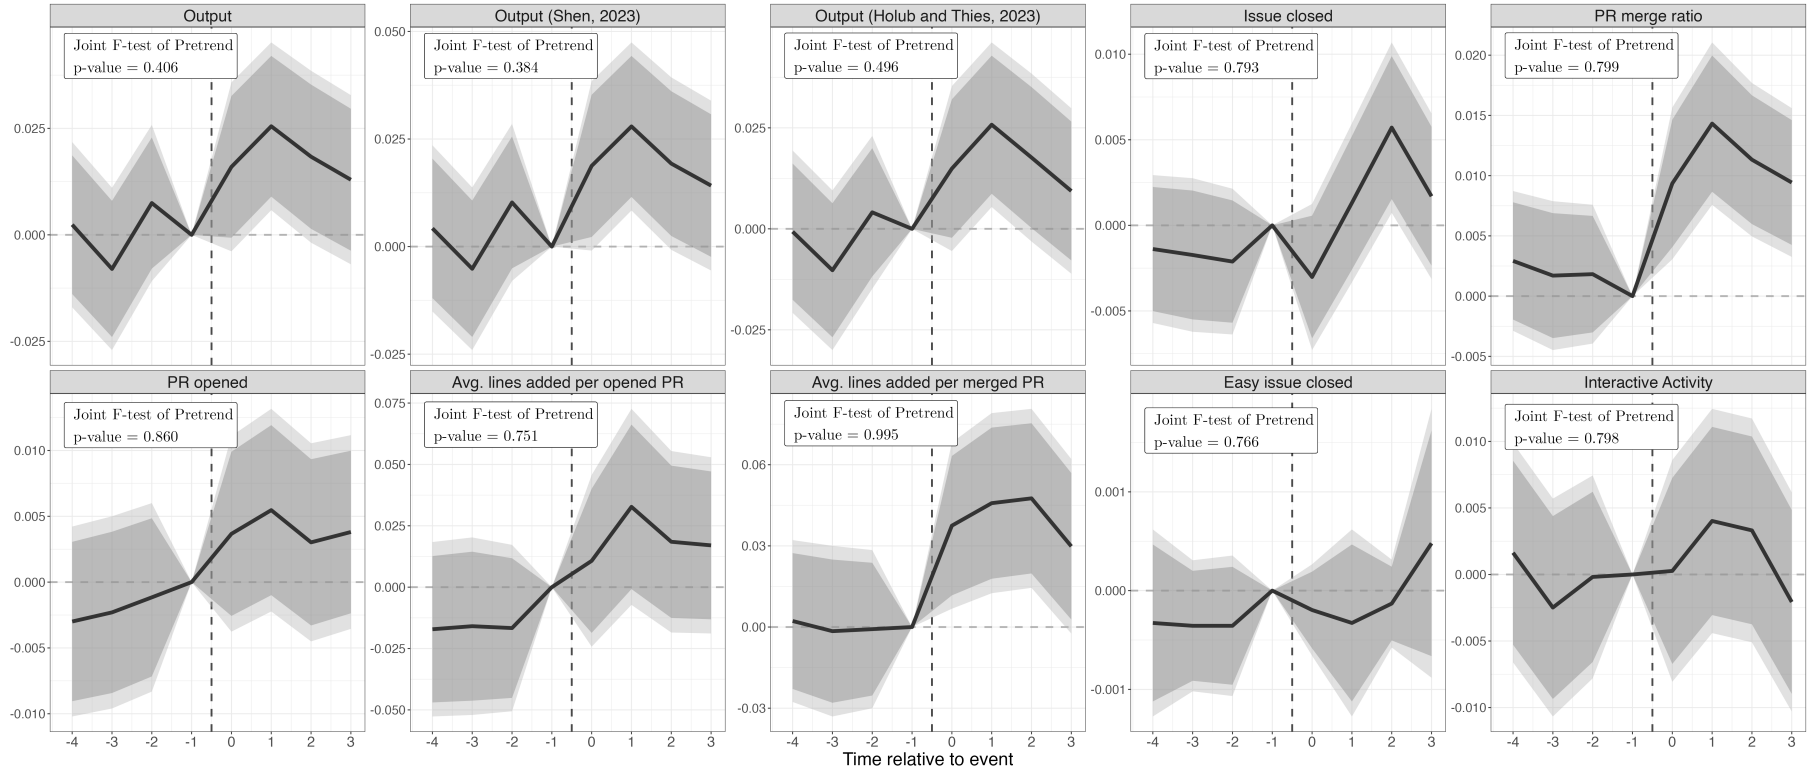 Output
Joint F-test of Pretrend
p-value = 0.406
0.025
0.000
-0.025
Output (Shen, 2023)
Joint F-test of Pretrend
p-value = 0.384
0.050
0.025
0.000
-0.025
Output (Holub and Thies, 2023)
Joint F-test of Pretrend
p-value = 0.496
0.025
0.000
-0.025
Issue closed
Joint F-test of Pretrend
p-value = 0.793
0.010
0.005
0.000
-0.005
PR merge ratio
Joint F-test of Pretrend
p-value = 0.799
0.020
0.015
0.010
0.005
0.000
-0.005
PR opened
Joint F-test of Pretrend
p-value = 0.860
0.010
0.005
0.000
-0.005
-0.010
-4 -3 -2 -1 0 1 2 3
Avg. lines added per opened PR
Joint F-test of Pretrend
p-value = 0.751
0.075
0.050
0.025
0.000
-0.025
-0.050
-4 -3 -2 -1 0 1 2 3
Avg. lines added per merged PR
Joint F-test of Pretrend
p-value = 0.995
0.06
0.03
0.00
-0.03
-4 -3 -2 -1 0 1 2 3
Easy issue closed
Joint F-test of Pretrend
p-value = 0.766
0.001
0.000
-0.001
-4 -3 -2 -1 0 1 2 3
Interactive Activity
Joint F-test of Pretrend
p-value = 0.798
0.010
0.005
0.000
-0.005
-0.010
-4 -3 -2 -1 0 1 2 3
Time relative to event